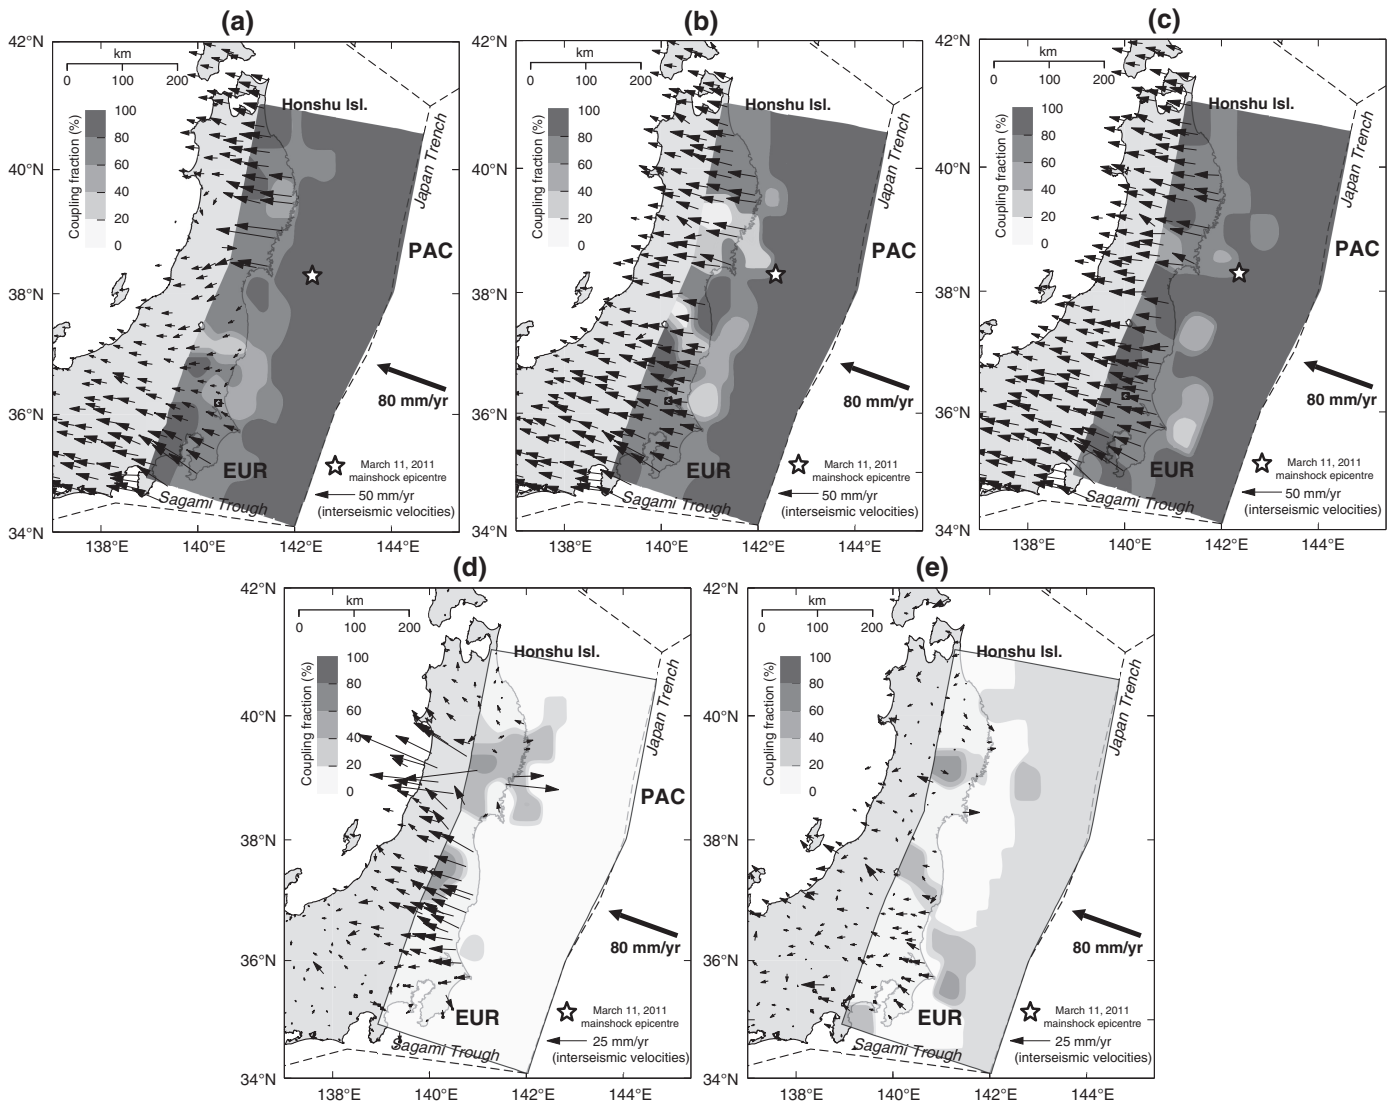 (a)
42°N
40°N
38°N
36°N
34°N
138°E
140°E
142°E
144°E
km
0
100
200
Coupling fraction (%)
100
80
60
40
20
0
Honshu Isl.
Japan Trench
PAC
80 mm/yr
EUR
Sagami Trough
March 11, 2011
mainshock epicentre
50 mm/yr
(interseismic velocities)
(b)
42°N
40°N
38°N
36°N
34°N
138°E
140°E
142°E
144°E
km
0
100
200
Coupling fraction (%)
100
80
60
40
20
0
Honshu Isl.
Japan Trench
PAC
80 mm/yr
EUR
Sagami Trough
March 11, 2011
mainshock epicentre
50 mm/yr
(interseismic velocities)
(c)
42°N
40°N
38°N
36°N
34°N
138°E
140°E
142°E
144°E
km
0
100
200
Coupling fraction (%)
100
80
60
40
20
0
Honshu Isl.
Japan Trench
PAC
80 mm/yr
EUR
Sagami Trough
March 11, 2011
mainshock epicentre
50 mm/yr
(interseismic velocities)
(d)
42°N
40°N
38°N
36°N
34°N
138°E
140°E
142°E
144°E
km
0
100
200
Coupling fraction (%)
100
80
60
40
20
0
Honshu Isl.
Japan Trench
PAC
80 mm/yr
EUR
Sagami Trough
March 11, 2011
mainshock epicentre
25 mm/yr
(interseismic velocities)
(e)
42°N
40°N
38°N
36°N
34°N
138°E
140°E
142°E
144°E
km
0
100
200
Coupling fraction (%)
100
80
60
40
20
0
Honshu Isl.
Japan Trench
80 mm/yr
EUR
Sagami Trough
March 11, 2011
mainshock epicentre
25 mm/yr
(interseismic velocities)